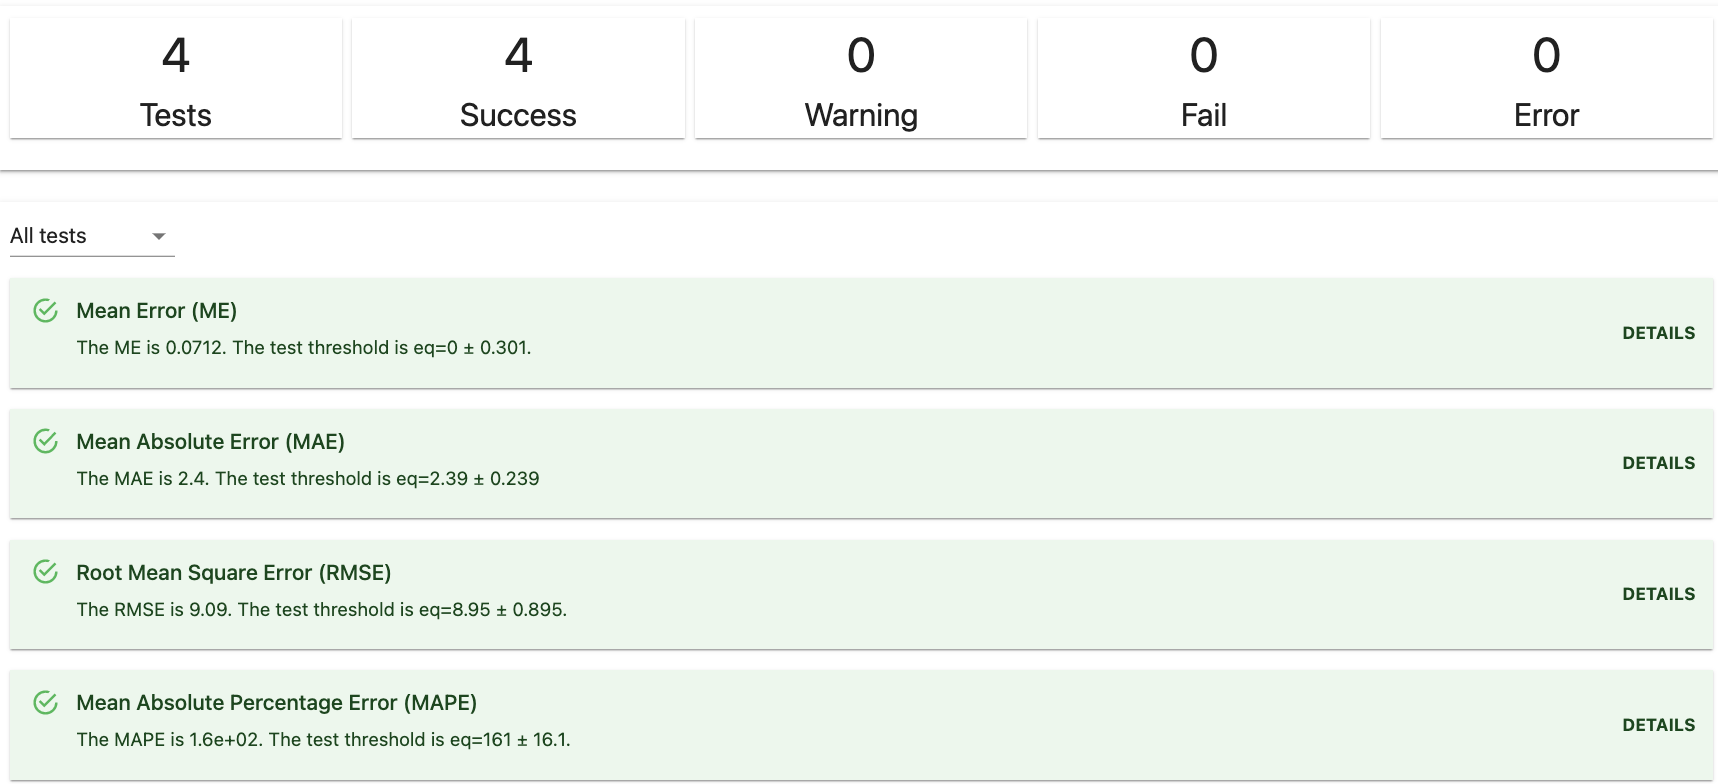 4
Tests
4
Success
0
Warning
0
Fail
0
Error
All tests
Mean Error (ME)
The ME is 0.0712. The test threshold is eq=0 ± 0.301.
DETAILS
Mean Absolute Error (MAE)
The MAE is 2.4. The test threshold is eq=2.39 ± 0.239
DETAILS
Root Mean Square Error (RMSE)
The RMSE is 9.09. The test threshold is eq=8.95 ± 0.895.
DETAILS
Mean Absolute Percentage Error (MAPE)
The MAPE is 1.6e+02. The test threshold is eq=161 ± 16.1.
DETAILS